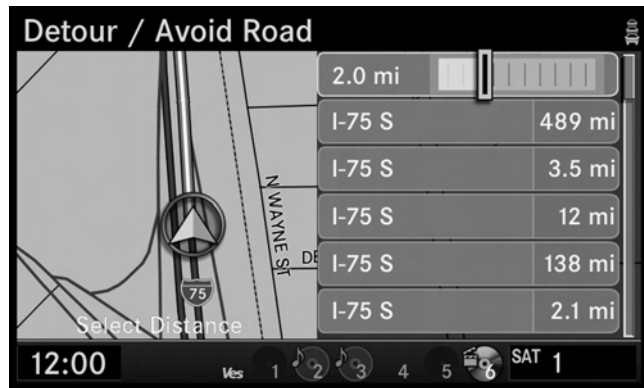 Detour / Avoid Road
2.0 mi
I-75 S 489 mi
I-75 S 3.5 mi
I-75 S 12 mi
I-75 S 138 mi
I-75 S 2.1 mi
N WAYNE ST
DE
75
Select Distance
12:00 Ves 1 2 3 4 5 6 SAT 1